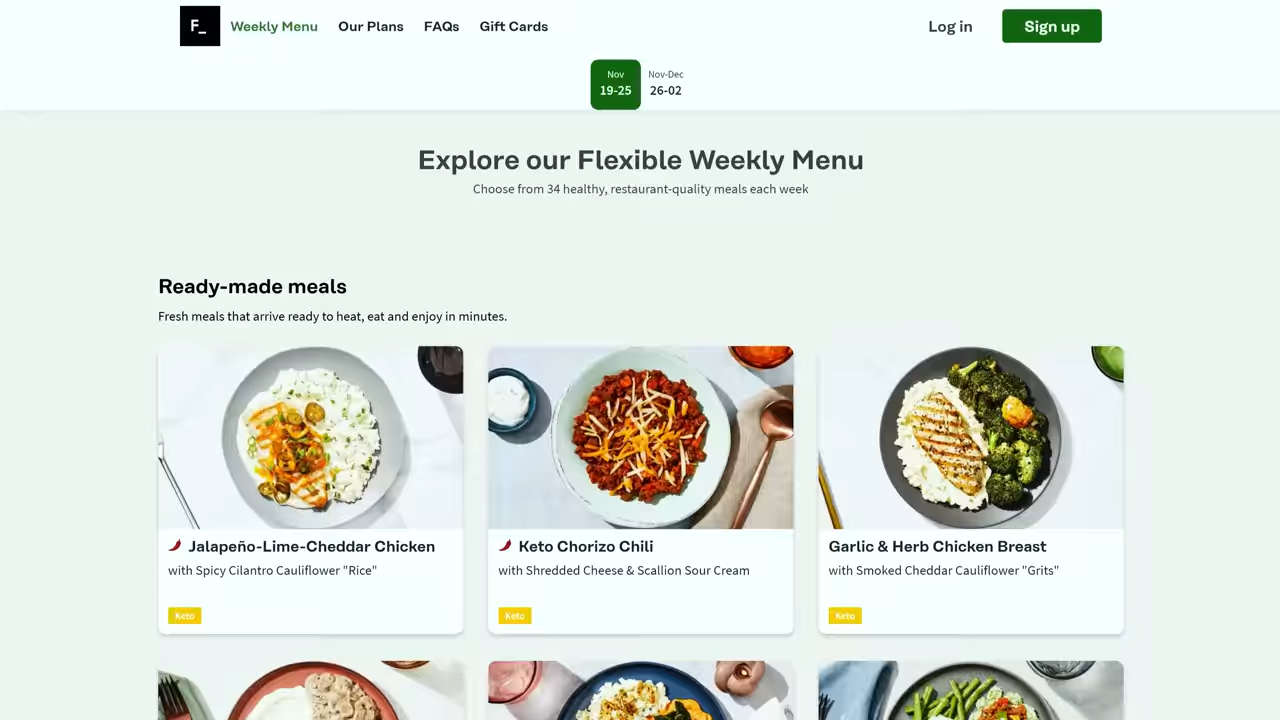 F_
Weekly Menu
Our Plans
FAQs
Gift Cards
Log in
Sign up
Nov
19-25
Nov-Dec
26-02
Explore our Flexible Weekly Menu
Choose from 34 healthy, restaurant-quality meals each week
Ready-made meals
Fresh meals that arrive ready to heat, eat and enjoy in minutes.
Jalapeño-Lime-Cheddar Chicken
with Spicy Cilantro Cauliflower "Rice"
Keto
Keto Chorizo Chili
with Shredded Cheese & Scallion Sour Cream
Keto
Garlic & Herb Chicken Breast
with Smoked Cheddar Cauliflower "Grits"
Keto